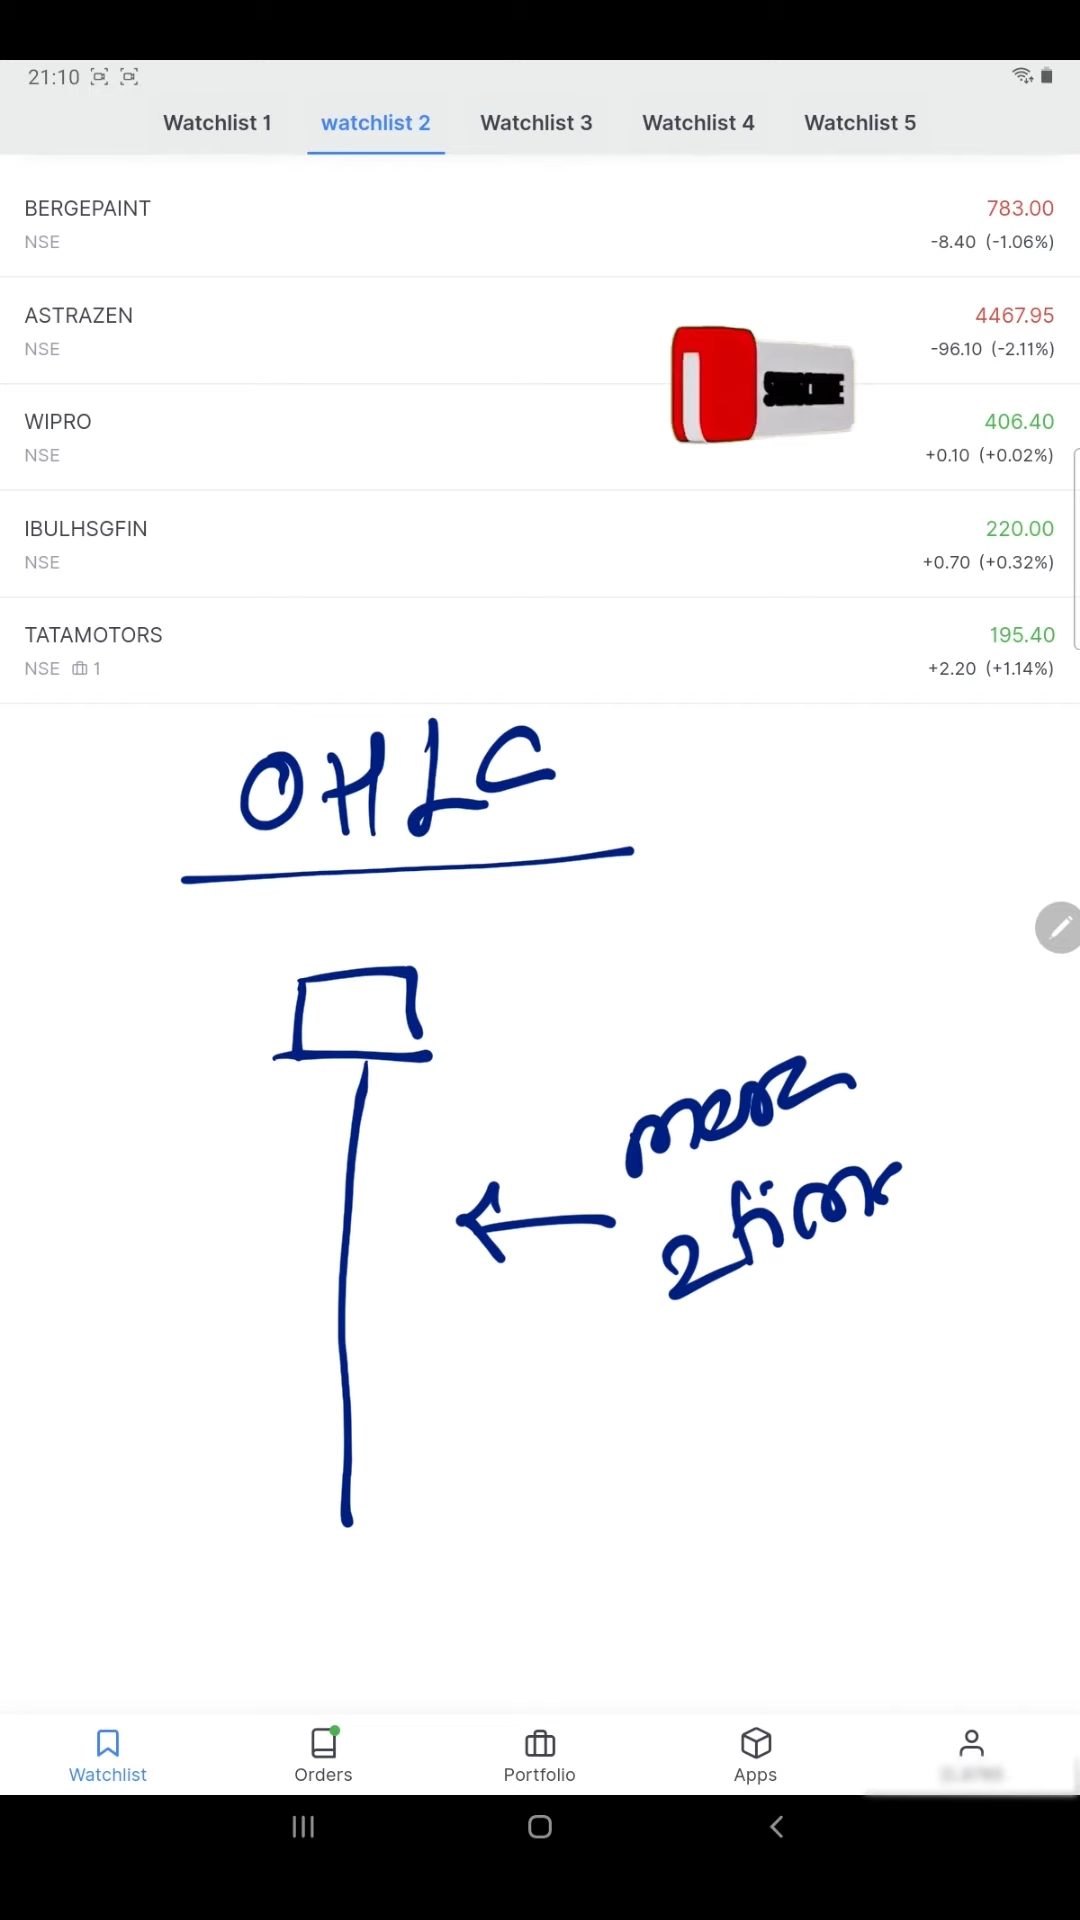 21:10
Watchlist 1 watchlist 2 Watchlist 3 Watchlist 4 Watchlist 5
BERGEPAINT 783.00
NSE -8.40 (-1.06%)
ASTRAZEN 4467.95
NSE -96.10 (-2.11%)
WIPRO 406.40
NSE +0.10 (+0.02%)
IBULHSGFIN 220.00
NSE +0.70 (+0.32%)
TATAMOTORS 195.40
NSE 1 +2.20 (+1.14%)
OHLC
Watchlist Orders Portfolio Apps